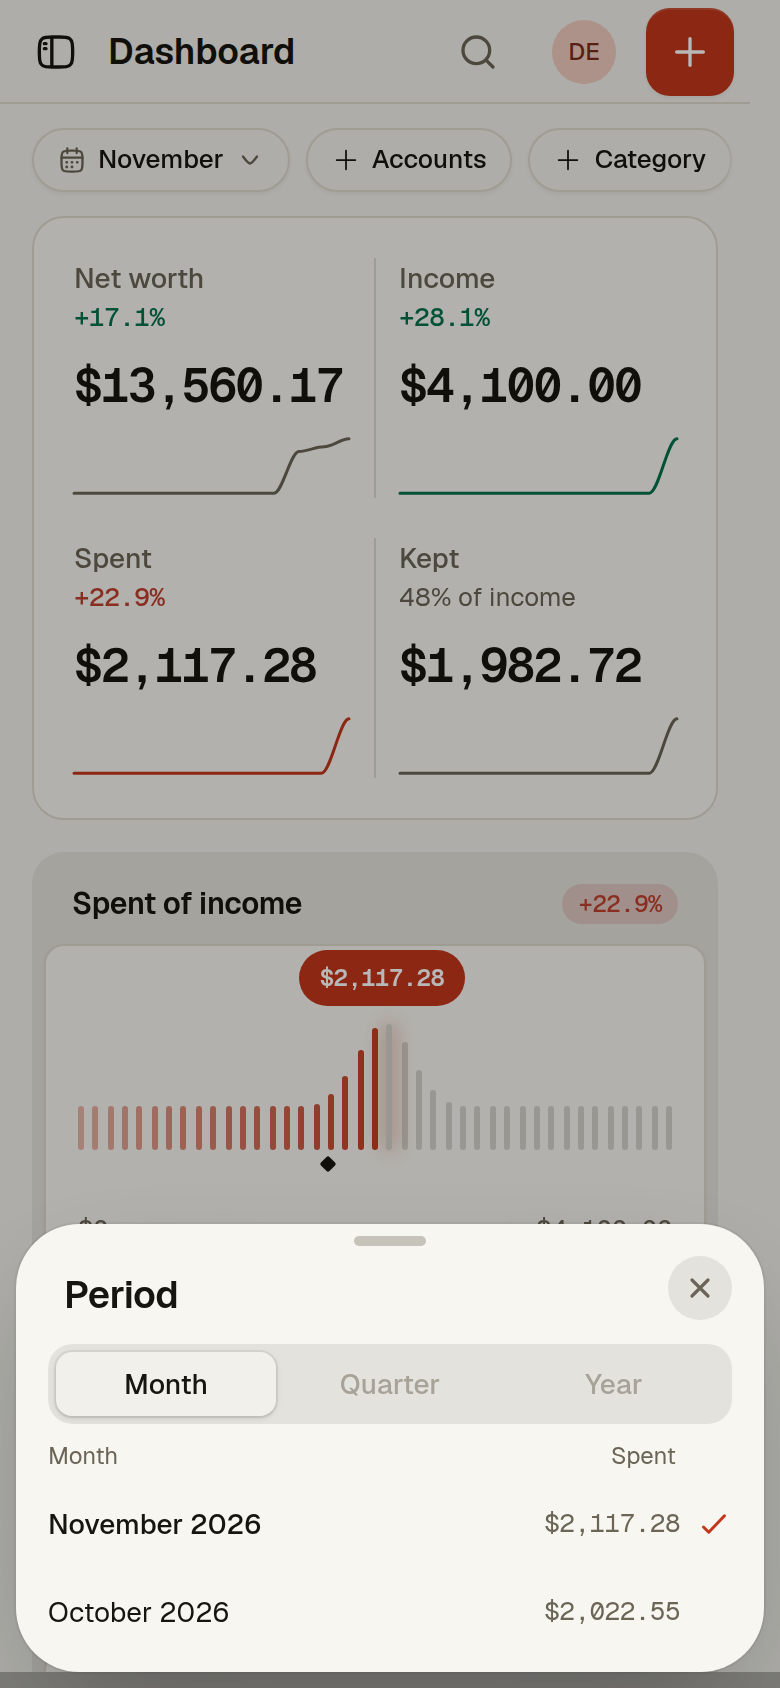 Dashboard
DE
November
Accounts
Category
Net worth
+17.1%
$13,560.17
Income
+28.1%
$4,100.00
Spent
+22.9%
$2,117.28
Kept
48% of income
$1,982.72
Spent of income
+22.9%
$2,117.28
Period
Month Quarter Year
Month Spent
November 2026 $2,117.28
October 2026 $2,022.55